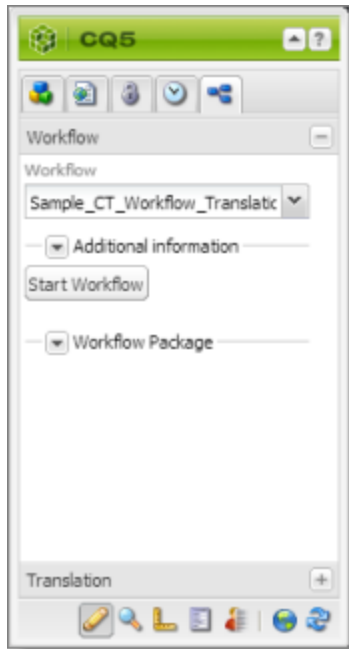 CQ5
?
Workflow
Workflow
Sample_CT_Workflow_Translatic
Additional information
Start Workflow
Workflow Package
Translation